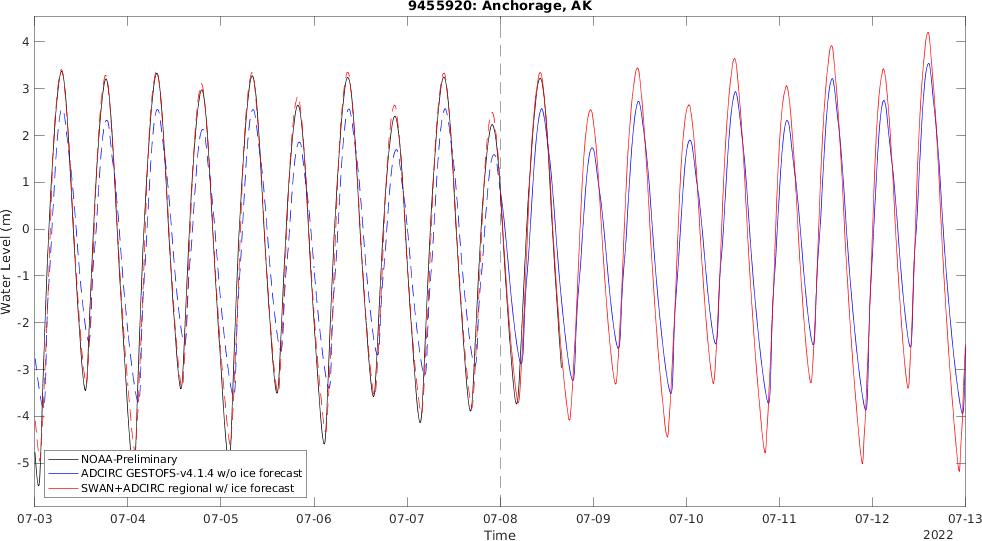 9455920: Anchorage, AK
Water Level (m)
4
3
2
1
0
-1
-2
-3
-4
-5
NOAA-Preliminary
ADCIRC GESTOFS-v4.1.4 w/o ice forecast
SWAN+ADCIRC regional w/ ice forecast
07-03 07-04 07-05 07-06 07-07 07-08 07-09 07-10 07-11 07-12 07-13
Time
2022